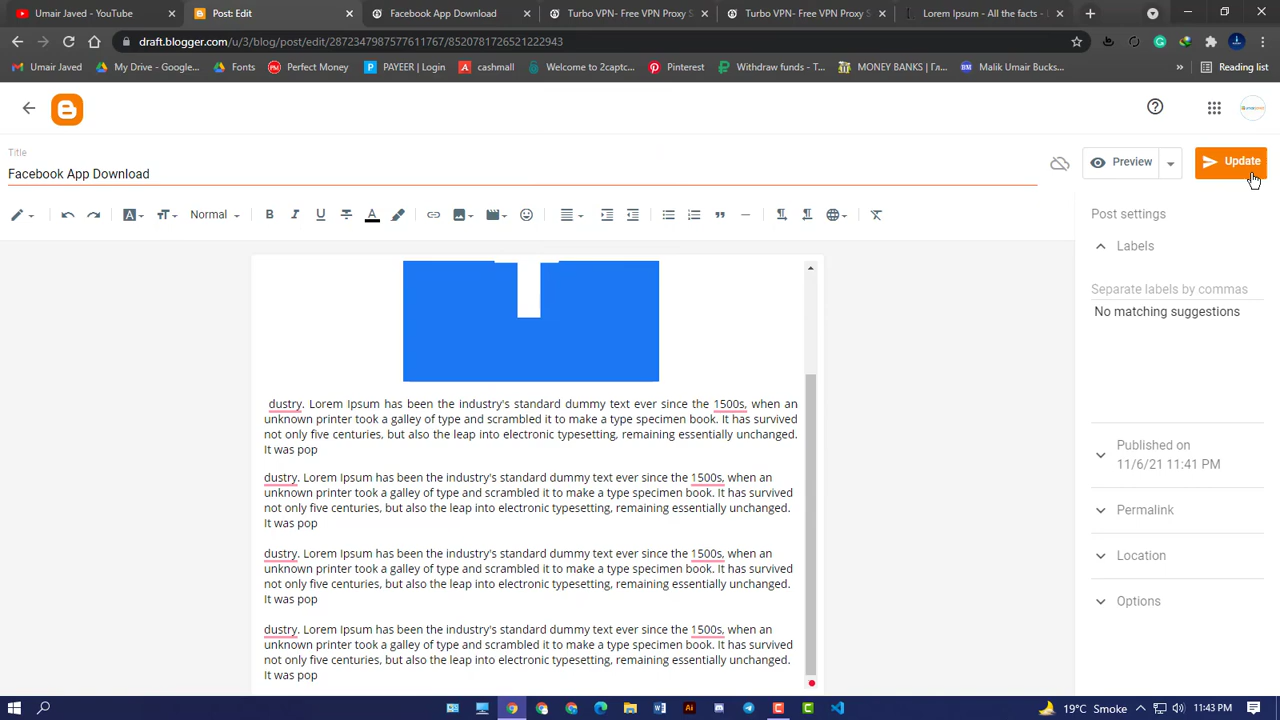 Umair Javed - YouTube
Post: Edit
Facebook App Download
Turbo VPN- Free VPN Proxy S
Turbo VPN- Free VPN Proxy S
Lorem Ipsum - All the facts -
draft.blogger.com/u/3/blog/post/edit/2872347987577611767/8520781726521222943
Umair Javed
My Drive - Google...
Fonts
Perfect Money
PAYEER | Login
cashmall
Welcome to 2captc...
Pinterest
Withdraw funds - T...
MONEY BANKS | Гл...
Malik Umair Bucks...
Reading list
Title
Facebook App Download
Preview
Update
Normal
Post settings
Labels
Separate labels by commas
No matching suggestions
dustry. Lorem Ipsum has been the industry's standard dummy text ever since the 1500s, when an
unknown printer took a galley of type and scrambled it to make a type specimen book. It has survived
not only five centuries, but also the leap into electronic typesetting, remaining essentially unchanged.
It was pop
dustry. Lorem Ipsum has been the industry's standard dummy text ever since the 1500s, when an
unknown printer took a galley of type and scrambled it to make a type specimen book. It has survived
not only five centuries, but also the leap into electronic typesetting, remaining essentially unchanged.
It was pop
dustry. Lorem Ipsum has been the industry's standard dummy text ever since the 1500s, when an
unknown printer took a galley of type and scrambled it to make a type specimen book. It has survived
not only five centuries, but also the leap into electronic typesetting, remaining essentially unchanged.
It was pop
dustry. Lorem Ipsum has been the industry's standard dummy text ever since the 1500s, when an
unknown printer took a galley of type and scrambled it to make a type specimen book. It has survived
not only five centuries, but also the leap into electronic typesetting, remaining essentially unchanged.
It was pop
Published on
11/6/21 11:41 PM
Permalink
Location
Options
19°C Smoke
11:43 PM